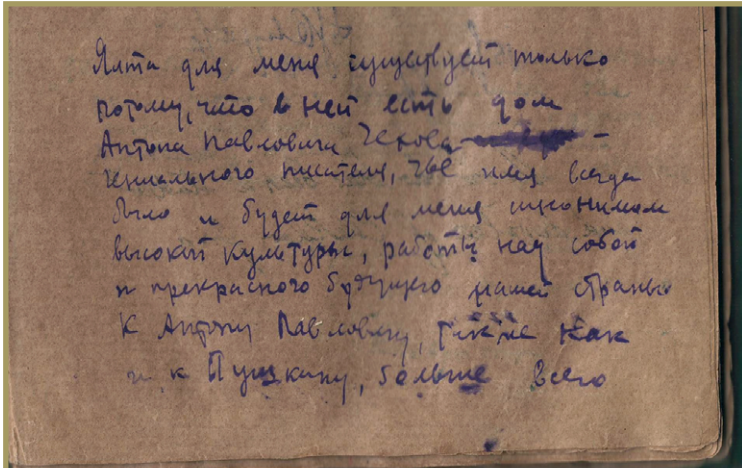 Ялта для меня существует только
потому, что в ней есть дом
Антона Павловича Чехова –
гениального писателя, чьё имя всегда
было и будет для меня синонимом
высокой культуры, работы над собой
и прекрасного будущего нашей страны.
К Антону Павловичу, так же как
и к Пушкину, больше всего